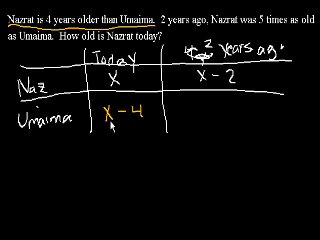 Nazrat is 4 years older than Umaima. 2 years ago, Nazrat was 5 times as old
as Umaima. How old is Nazrat today?
Today 2 years ago
Naz x x - 2
Umaima x - 4